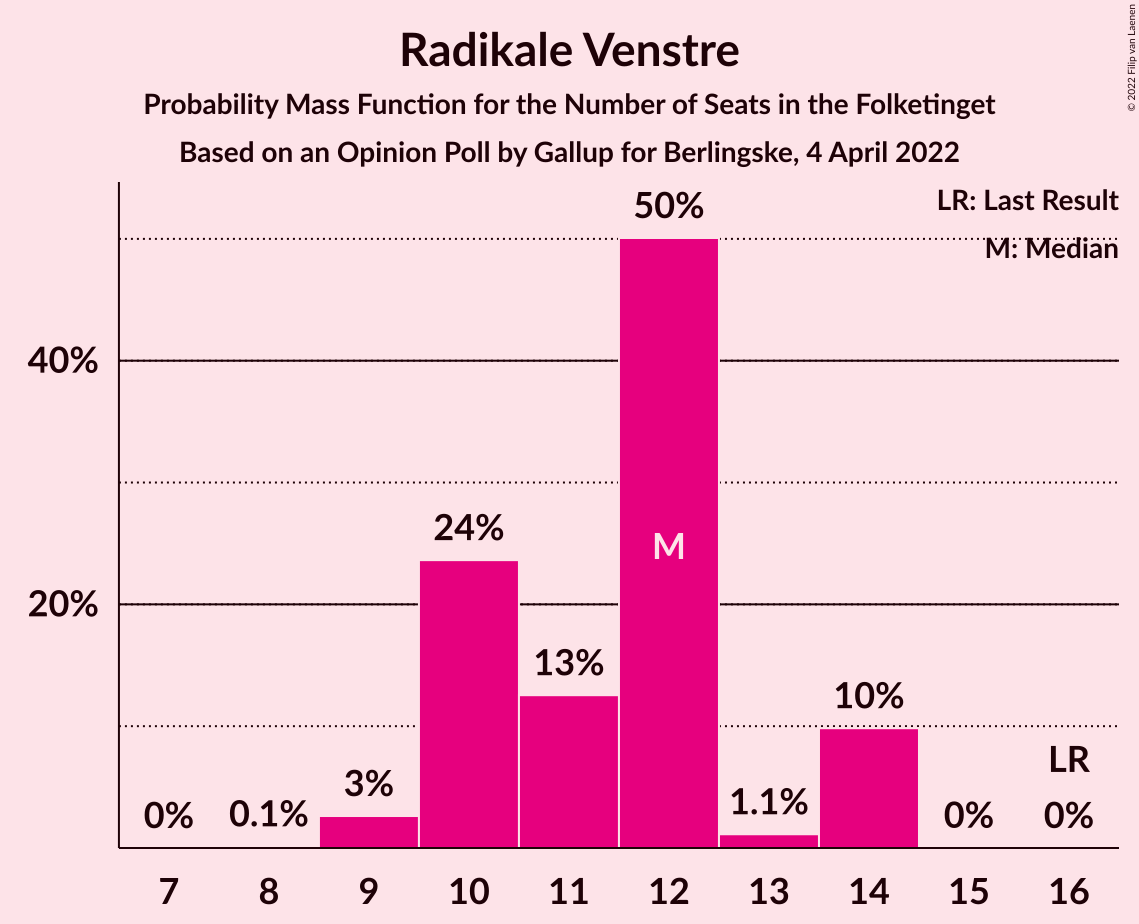 Radikale Venstre
Probability Mass Function for the Number of Seats in the Folketinget
Based on an Opinion Poll by Gallup for Berlingske, 4 April 2022
© 2022 Filip van Laenen
LR: Last Result
M: Median
40%
20%
0%
0.1%
3%
24%
13%
50%
M
1.1%
10%
0%
LR
0%
7 8 9 10 11 12 13 14 15 16